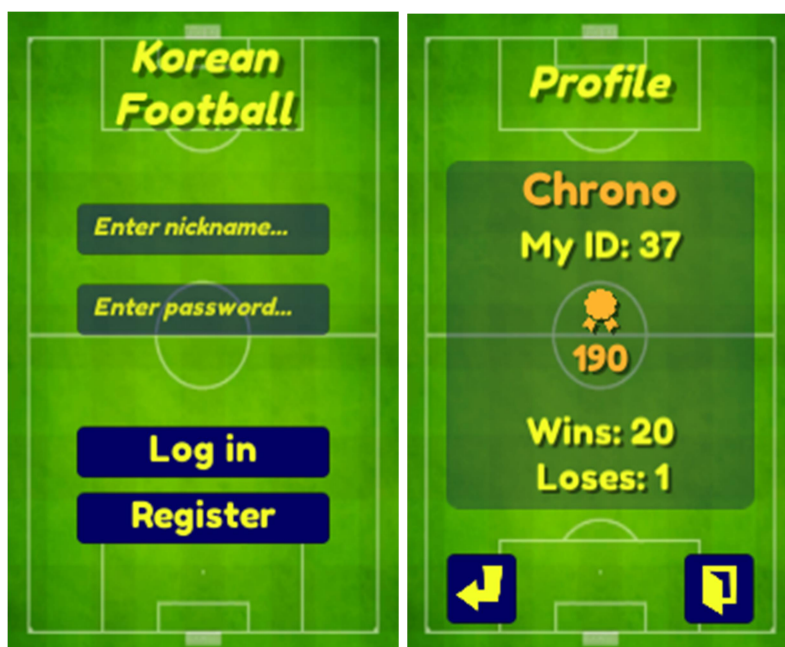 Korean
Football
Enter nickname...
Enter password...
Log in
Register
Profile
Chrono
My ID: 37
190
Wins: 20
Loses: 1